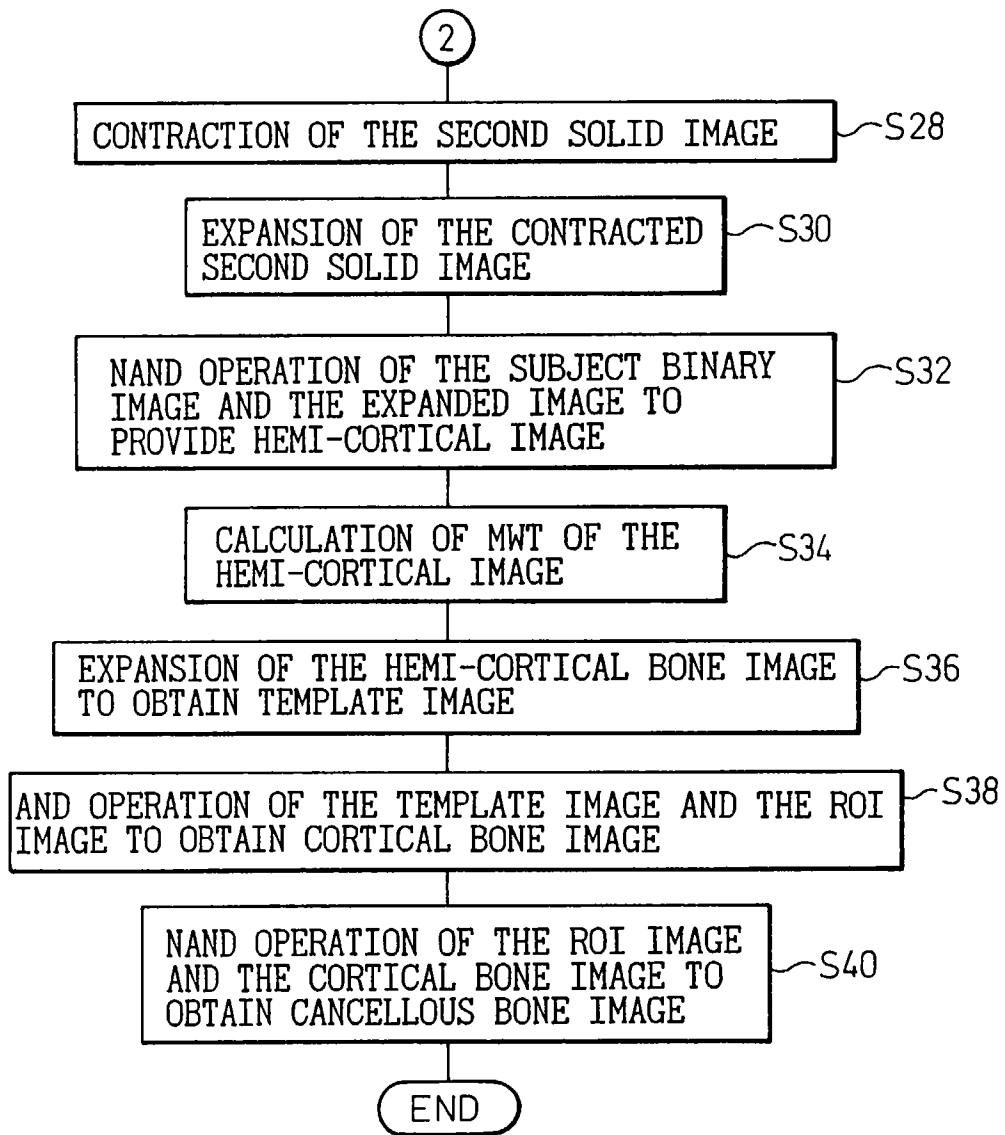 2
CONTRACTION OF THE SECOND SOLID IMAGE
S28
EXPANSION OF THE CONTRACTED
SECOND SOLID IMAGE
S30
NAND OPERATION OF THE SUBJECT BINARY
IMAGE AND THE EXPANDED IMAGE TO
PROVIDE HEMI-CORTICAL IMAGE
S32
CALCULATION OF MWT OF THE
HEMI-CORTICAL IMAGE
S34
EXPANSION OF THE HEMI-CORTICAL BONE IMAGE
TO OBTAIN TEMPLATE IMAGE
S36
AND OPERATION OF THE TEMPLATE IMAGE AND THE ROI
IMAGE TO OBTAIN CORTICAL BONE IMAGE
S38
NAND OPERATION OF THE ROI IMAGE
AND THE CORTICAL BONE IMAGE TO
OBTAIN CANCELLOUS BONE IMAGE
S40
END